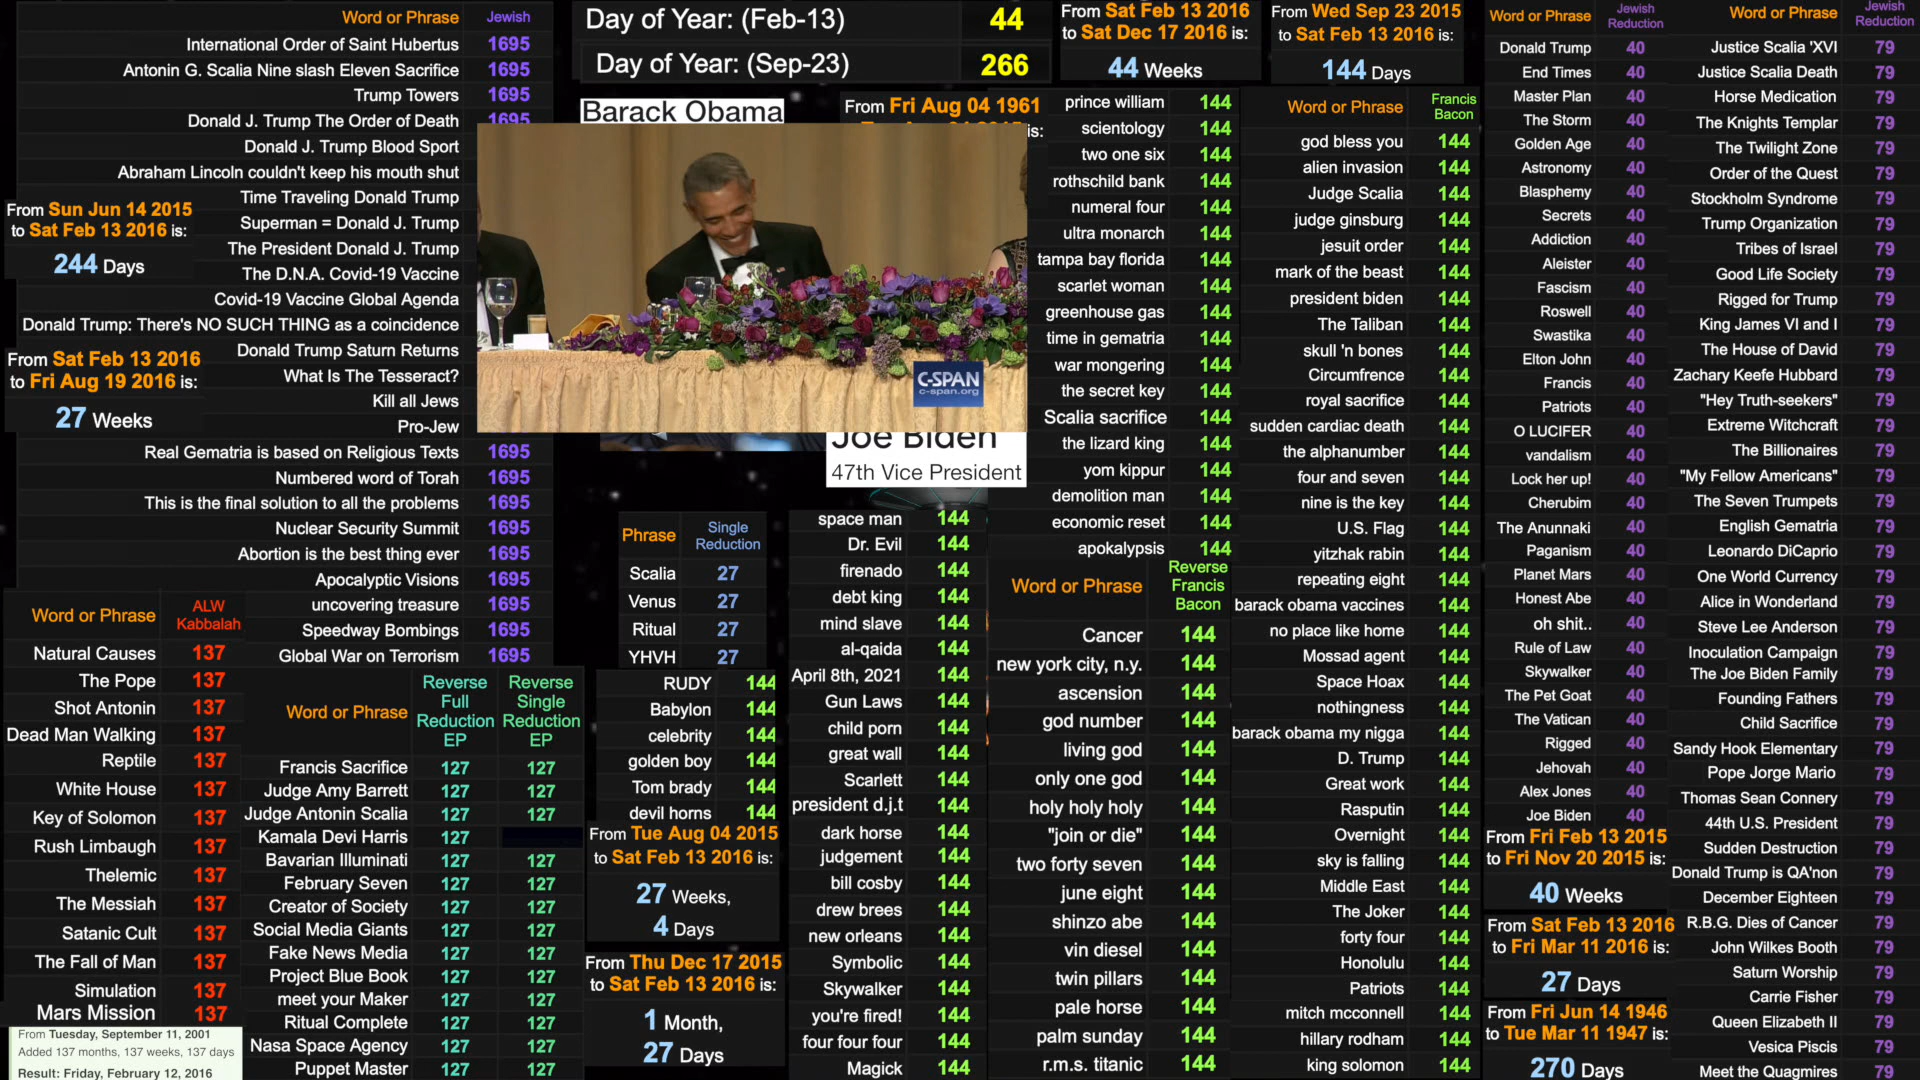 Word or Phrase Jewish
International Order of Saint Hubertus 1695
Antonin G. Scalia Nine slash Eleven Sacrifice 1695
Trump Towers 1695
Donald J. Trump The Order of Death 1695
Donald J. Trump Blood Sport
Abraham Lincoln couldn't keep his mouth shut
Time Traveling Donald Trump
Superman = Donald J. Trump
The President Donald J. Trump
The D.N.A. Covid-19 Vaccine
Covid-19 Vaccine Global Agenda
Donald Trump: There's NO SUCH THING as a coincidence
Donald Trump Saturn Returns
What Is The Tesseract?
Kill all Jews
Pro-Jew
Real Gematria is based on Religious Texts 1695
Numbered word of Torah 1695
This is the final solution to all the problems 1695
Nuclear Security Summit 1695
Abortion is the best thing ever 1695
Apocalyptic Visions 1695
uncovering treasure 1695
Speedway Bombings 1695
Global War on Terrorism 1695
From Sun Jun 14 2015
to Sat Feb 13 2016 is:
244 Days
From Sat Feb 13 2016
to Fri Aug 19 2016 is:
27 Weeks
Word or Phrase ALW Kabbalah
Natural Causes 137
The Pope 137
Shot Antonin 137
Dead Man Walking 137
Reptile 137
White House 137
Key of Solomon 137
Rush Limbaugh 137
Thelemic 137
The Messiah 137
Satanic Cult 137
The Fall of Man 137
Simulation 137
Mars Mission 137
From Tuesday, September 11, 2001
Added 137 months, 137 weeks, 137 days
Result: Friday, February 12, 2016
Word or Phrase Reverse Full Reduction EP Reverse Single Reduction EP
Francis Sacrifice 127 127
Judge Amy Barrett 127 127
Judge Antonin Scalia 127 127
Kamala Devi Harris 127
Bavarian Illuminati 127 127
February Seven 127 127
Creator of Society 127 127
Social Media Giants 127 127
Fake News Media 127 127
Project Blue Book 127 127
meet your Maker 127 127
Ritual Complete 127 127
Nasa Space Agency 127 127
Puppet Master 127 127
Day of Year: (Feb-13) 44
Day of Year: (Sep-23) 266
Barack Obama
From Fri Aug 04 1961
is:
C-SPAN
c-span.org
Joe Biden
47th Vice President
Phrase Single Reduction
Scalia 27
Venus 27
Ritual 27
YHVH 27
RUDY 144
Babylon 144
celebrity 144
golden boy 144
Tom brady 144
devil horns 144
From Tue Aug 04 2015
to Sat Feb 13 2016 is:
27 Weeks,
4 Days
From Thu Dec 17 2015
to Sat Feb 13 2016 is:
1 Month,
27 Days
space man 144
Dr. Evil 144
firenado 144
debt king 144
mind slave 144
al-qaida 144
April 8th, 2021 144
Gun Laws 144
child porn 144
great wall 144
Scarlett 144
president d.j.t 144
dark horse 144
judgement 144
bill cosby 144
drew brees 144
new orleans 144
Symbolic 144
Skywalker 144
you're fired! 144
four four four 144
Magick 144
From Sat Feb 13 2016
to Sat Dec 17 2016 is:
44 Weeks
From Wed Sep 23 2015
to Sat Feb 13 2016 is:
144 Days
prince william 144
scientology 144
two one six 144
rothschild bank 144
numeral four 144
ultra monarch 144
tampa bay florida 144
scarlet woman 144
greenhouse gas 144
time in gematria 144
war mongering 144
the secret key 144
Scalia sacrifice 144
the lizard king 144
yom kippur 144
demolition man 144
economic reset 144
apokalypsis 144
Word or Phrase Reverse Francis Bacon
Cancer 144
new york city, n.y. 144
ascension 144
god number 144
living god 144
only one god 144
holy holy holy 144
"join or die" 144
two forty seven 144
june eight 144
shinzo abe 144
vin diesel 144
twin pillars 144
pale horse 144
palm sunday 144
r.m.s. titanic 144
Word or Phrase Francis Bacon
god bless you 144
alien invasion 144
Judge Scalia 144
judge ginsburg 144
jesuit order 144
mark of the beast 144
president biden 144
The Taliban 144
skull 'n bones 144
Circumfrence 144
royal sacrifice 144
sudden cardiac death 144
the alphanumber 144
four and seven 144
nine is the key 144
U.S. Flag 144
yitzhak rabin 144
repeating eight 144
barack obama vaccines 144
no place like home 144
Mossad agent 144
Space Hoax 144
nothingness 144
barack obama my nigga 144
D. Trump 144
Great work 144
Rasputin 144
Overnight 144
sky is falling 144
Middle East 144
The Joker 144
forty four 144
Honolulu 144
Patriots 144
mitch mcconnell 144
hillary rodham 144
king solomon 144
Word or Phrase Jewish Reduction
Donald Trump 40
End Times 40
Master Plan 40
The Storm 40
Golden Age 40
Astronomy 40
Blasphemy 40
Secrets 40
Addiction 40
Aleister 40
Fascism 40
Roswell 40
Swastika 40
Elton John 40
Francis 40
Patriots 40
O LUCIFER 40
vandalism 40
Lock her up! 40
Cherubim 40
The Anunnaki 40
Paganism 40
Planet Mars 40
Honest Abe 40
oh shit.. 40
Rule of Law 40
Skywalker 40
The Pet Goat 40
The Vatican 40
Rigged 40
Jehovah 40
Alex Jones 40
Joe Biden 40
From Fri Feb 13 2015
to Fri Nov 20 2015 is:
40 Weeks
From Sat Feb 13 2016
to Fri Mar 11 2016 is:
27 Days
From Fri Jun 14 1946
to Tue Mar 11 1947 is:
270 Days
Word or Phrase Jewish Reduction
Justice Scalia 'XVI 79
Justice Scalia Death 79
Horse Medication 79
The Knights Templar 79
The Twilight Zone 79
Order of the Quest 79
Stockholm Syndrome 79
Trump Organization 79
Tribes of Israel 79
Good Life Society 79
Rigged for Trump 79
King James VI and I 79
The House of David 79
Zachary Keefe Hubbard 79
"Hey Truth-seekers" 79
Extreme Witchcraft 79
The Billionaires 79
"My Fellow Americans" 79
The Seven Trumpets 79
English Gematria 79
Leonardo DiCaprio 79
One World Currency 79
Alice in Wonderland 79
Steve Lee Anderson 79
Inoculation Campaign 79
The Joe Biden Family 79
Founding Fathers 79
Child Sacrifice 79
Sandy Hook Elementary 79
Pope Jorge Mario 79
Thomas Sean Connery 79
44th U.S. President 79
Sudden Destruction 79
Donald Trump is QA'non 79
December Eighteen 79
R.B.G. Dies of Cancer 79
John Wilkes Booth 79
Saturn Worship 79
Carrie Fisher 79
Queen Elizabeth II 79
Vesica Piscis 79
Meet the Quagmires 79